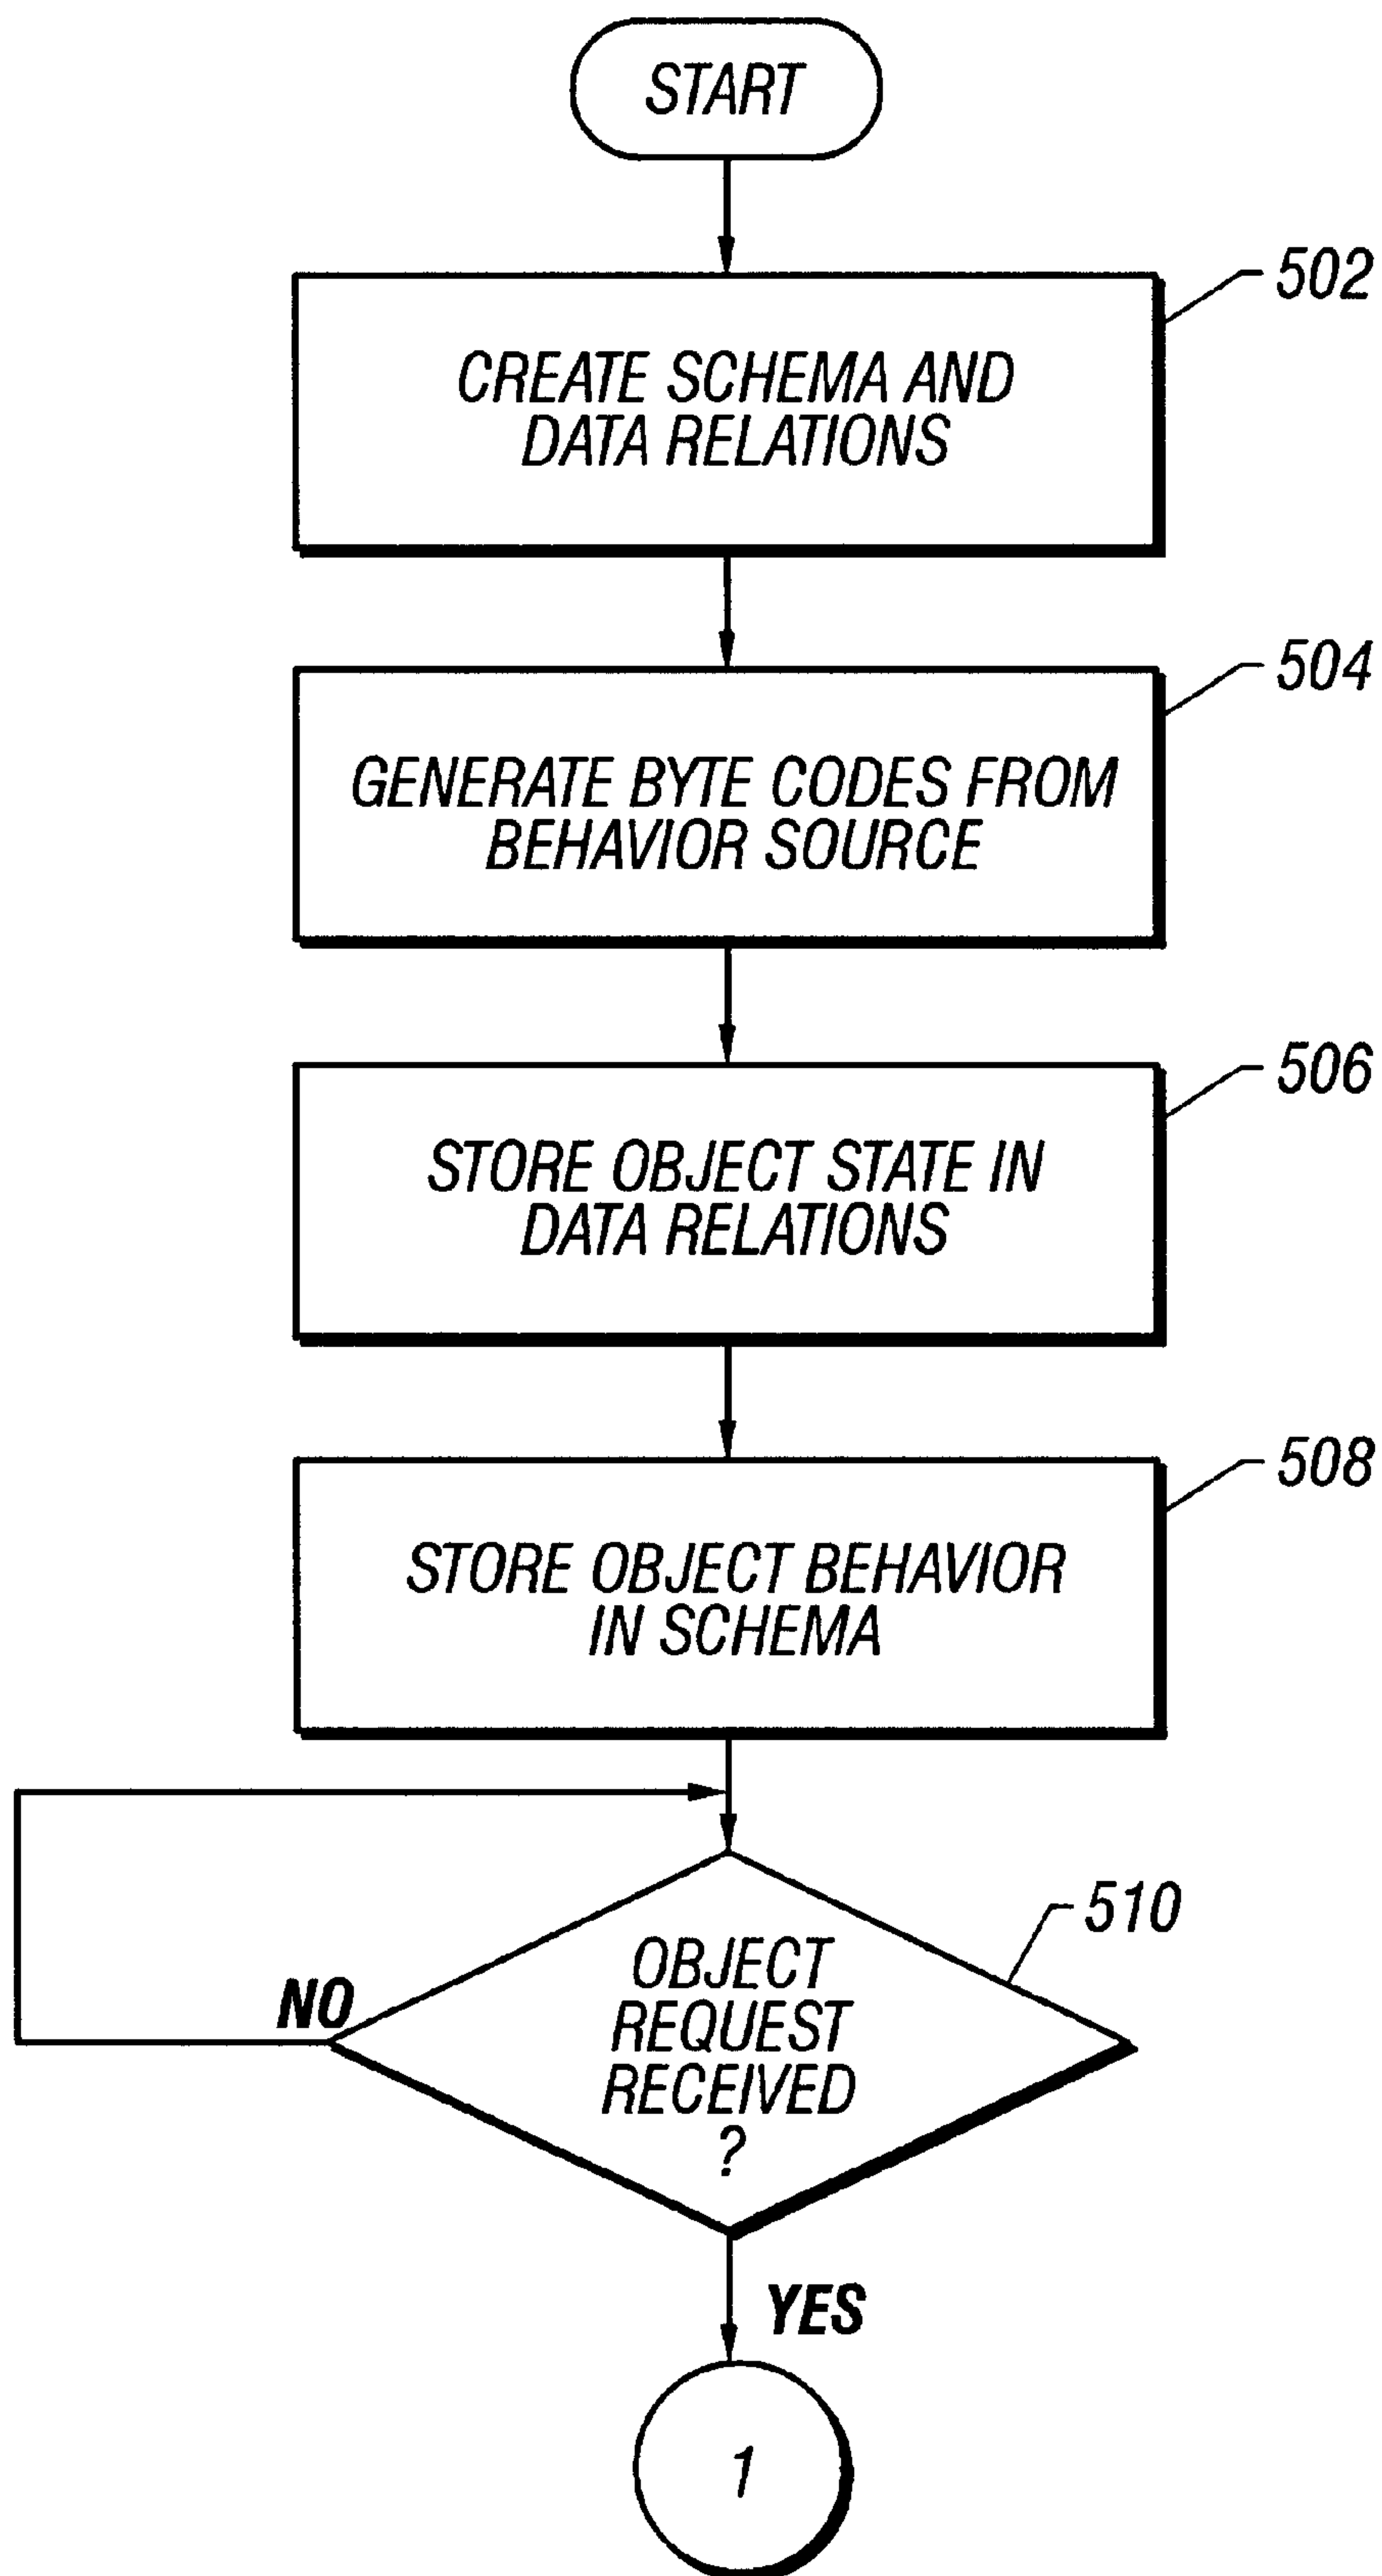 START
502
CREATE SCHEMA AND
DATA RELATIONS
504
GENERATE BYTE CODES FROM
BEHAVIOR SOURCE
506
STORE OBJECT STATE IN
DATA RELATIONS
508
STORE OBJECT BEHAVIOR
IN SCHEMA
510
OBJECT
REQUEST
RECEIVED
?
NO
YES
1